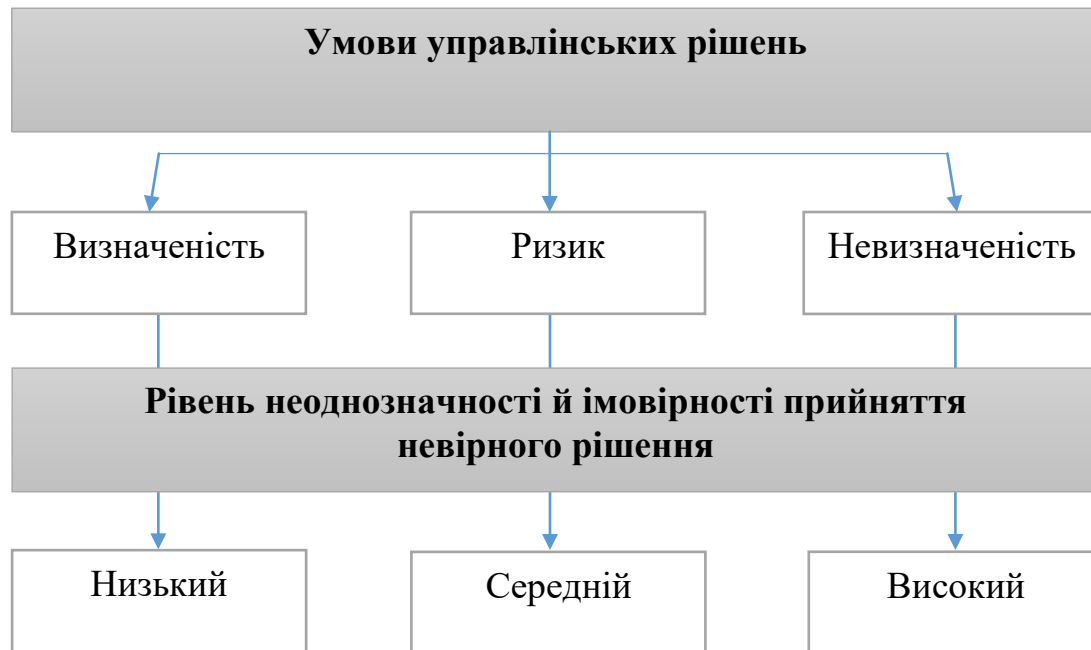 Умови управлінських рішень
Визначеність
Ризик
Невизначеність
Рівень неоднозначності й імовірності прийняття
невірного рішення
Низький
Середній
Високий